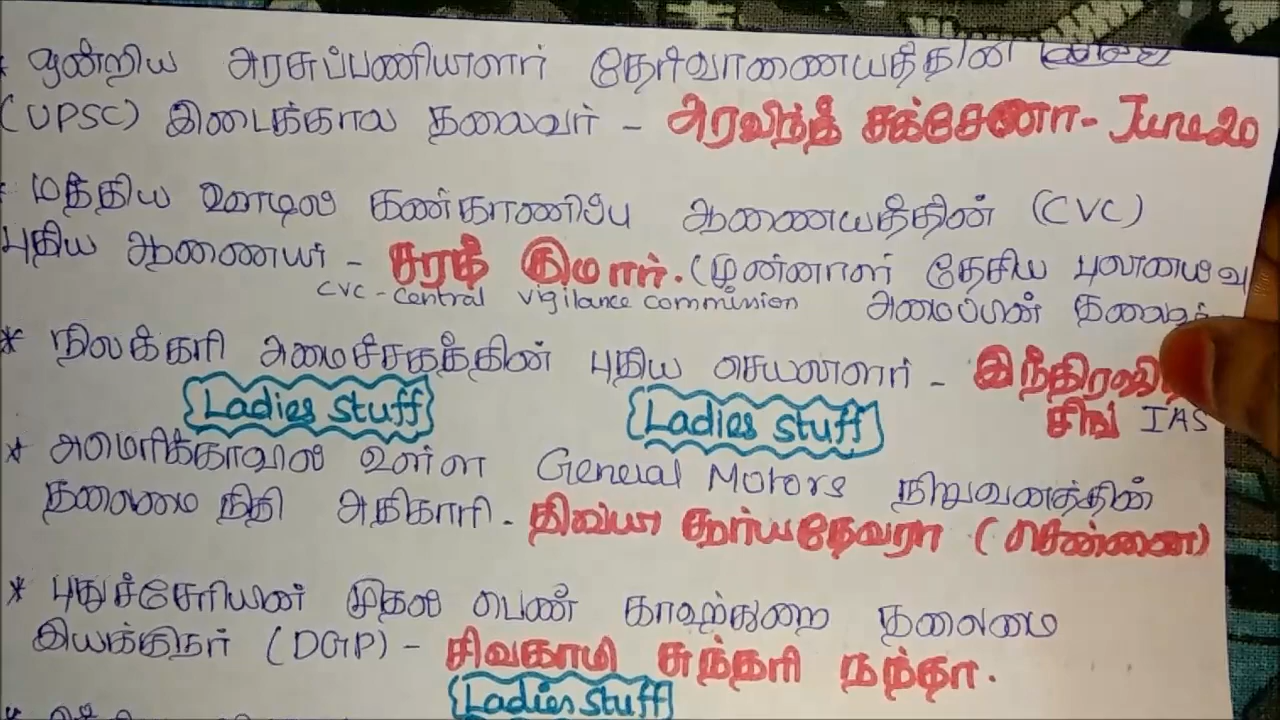 * ஒன்றிய அரசுப்பணியாளர் தேர்வாணையத்தின்
(UPSC) இடைக்கால தலைவர் - அரவிந்த் சக்சேனா - June 20
* மத்திய ஊழல் கண்காணிப்பு ஆணையத்தின் (CVC)
புதிய ஆணையர் - சரத் குமார். (முன்னாள் தேசிய புலனாய்வு
CVC - Central vigilance commission அமைப்பின் தலைவர்
* நிலக்கரி அமைச்சகத்தின் புதிய செயலாளர் -
Ladies Stuff Ladies Stuff சிங் IAS
* அமெரிக்காவில் உள்ள General Motors நிறுவனத்தின்
தலைமை நிதி அதிகாரி - திவ்யா சூர்யதேவரா (சென்னை)
* புதுச்சேரியின் முதல் பெண் காவல்துறை தலைமை
இயக்குநர் (DGP) - சிவகாமி சுந்தரி நந்தா.
Ladies Stuff